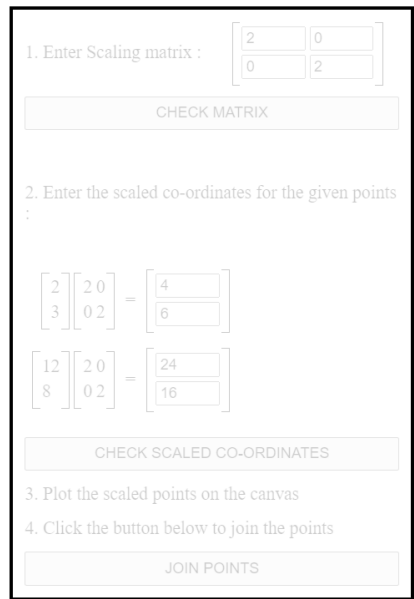 1. Enter Scaling matrix :
2 0
0 2
CHECK MATRIX
2. Enter the scaled co-ordinates for the given points
:
2 2 0 = 4
3 0 2 6
12 2 0 = 24
8 0 2 16
CHECK SCALED CO-ORDINATES
3. Plot the scaled points on the canvas
4. Click the button below to join the points
JOIN POINTS